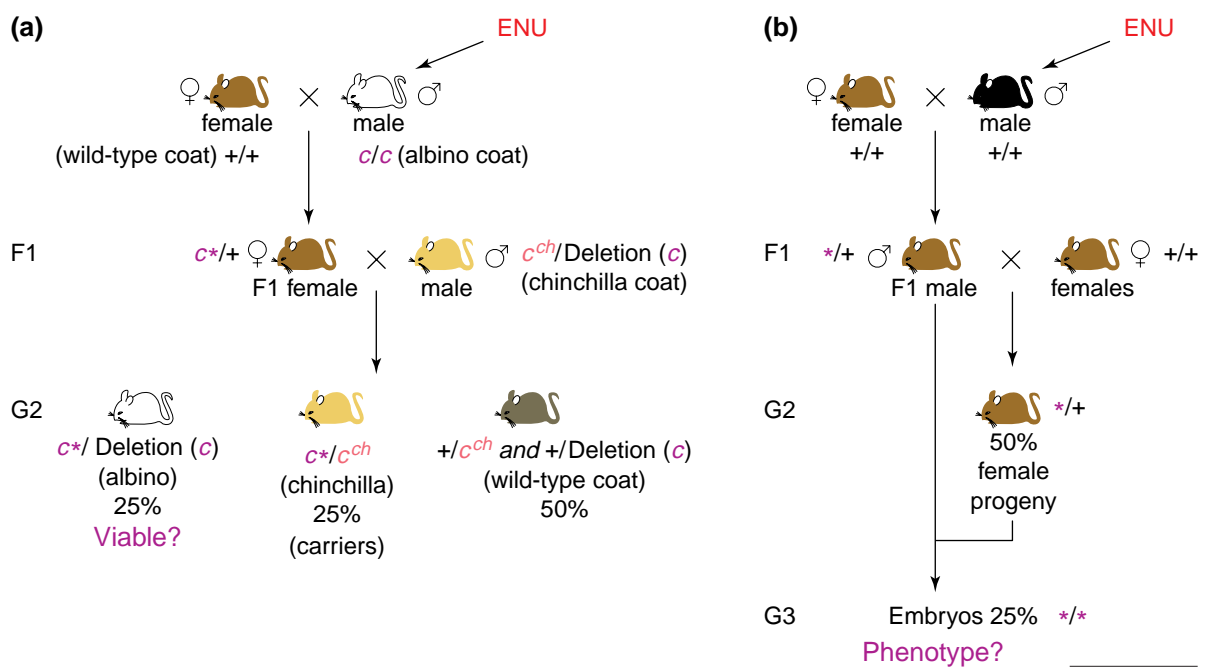 (a)
ENU
♀ × ♂
female male
(wild-type coat) +/+ c/c (albino coat)
F1 c*/+ ♀ × ♂ c^ch/Deletion (c)
F1 female male (chinchilla coat)
G2
c*/ Deletion (c) c*/c^ch +/c^ch and +/Deletion (c)
(albino) (chinchilla) (wild-type coat)
25% 25% 50%
Viable? (carriers)
(b)
ENU
♀ × ♂
female male
+/+ +/+
F1 */+ ♂ × ♀ +/+
F1 male females
G2 */+
50%
female
progeny
G3 Embryos 25% */*
Phenotype?